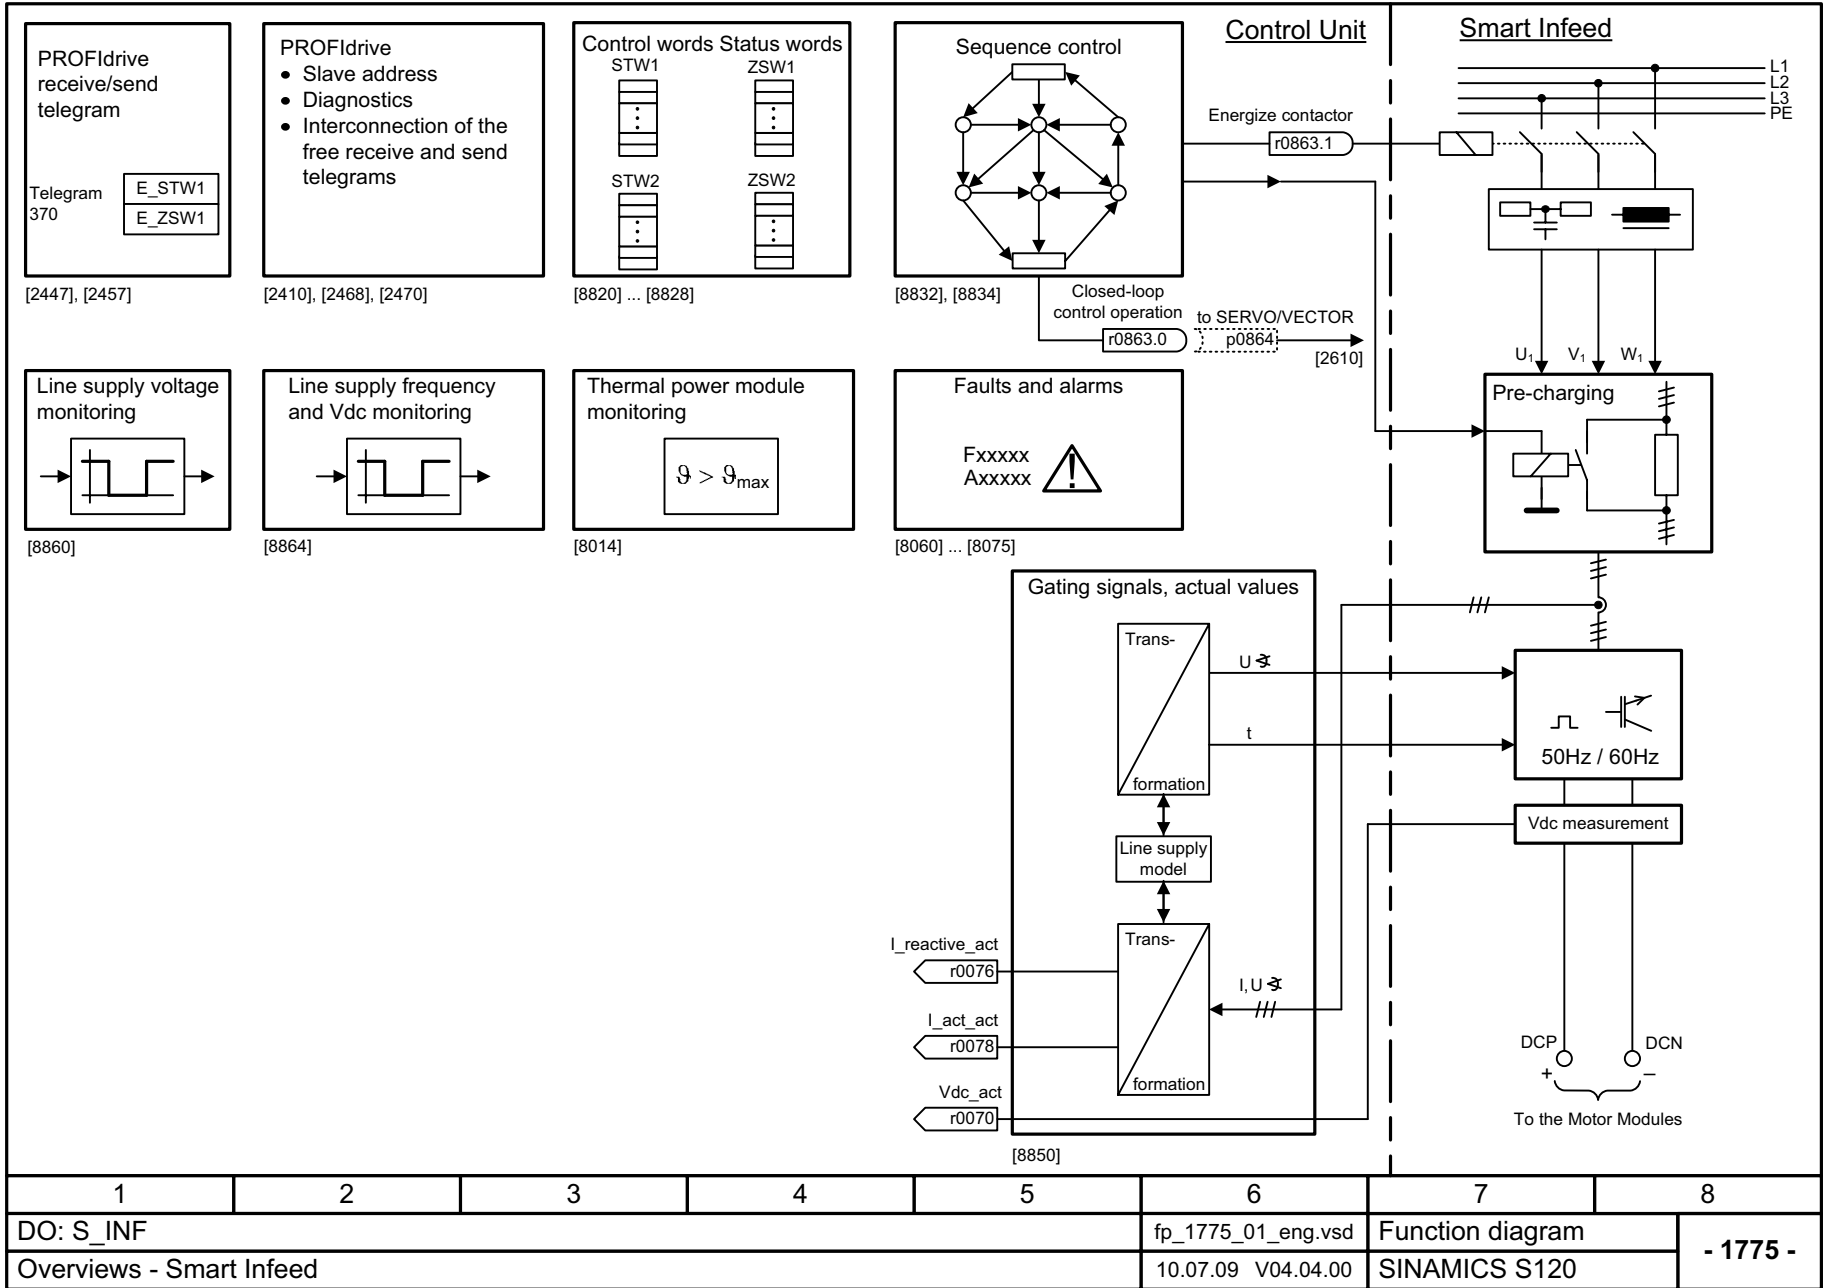 PROFIdrive
receive/send
telegram
Telegram
370
E_STW1
E_ZSW1
[2447], [2457]
PROFIdrive
• Slave address
• Diagnostics
• Interconnection of the
free receive and send
telegrams
[2410], [2468], [2470]
Control words Status words
STW1 ZSW1
STW2 ZSW2
[8820] ... [8828]
Sequence control
[8832], [8834]
Control Unit
Smart Infeed
L1
L2
L3
PE
Energize contactor
r0863.1
Closed-loop
control operation
r0863.0
to SERVO/VECTOR
p0864
[2610]
U1 V1 W1
Line supply voltage
monitoring
[8860]
Line supply frequency
and Vdc monitoring
[8864]
Thermal power module
monitoring
ϑ > ϑmax
[8014]
Faults and alarms
Fxxxxx
Axxxxx
!
[8060] ... [8075]
Pre-charging
Gating signals, actual values
Trans-
formation
U ∢
t
50Hz / 60Hz
Vdc measurement
Line supply
model
Trans-
formation
I,U ∢
I_reactive_act
r0076
I_act_act
r0078
Vdc_act
r0070
[8850]
DCP DCN
+ −
To the Motor Modules
1 2 3 4 5 6 7 8
DO: S_INF
fp_1775_01_eng.vsd
Function diagram
- 1775 -
Overviews - Smart Infeed
10.07.09 V04.04.00
SINAMICS S120